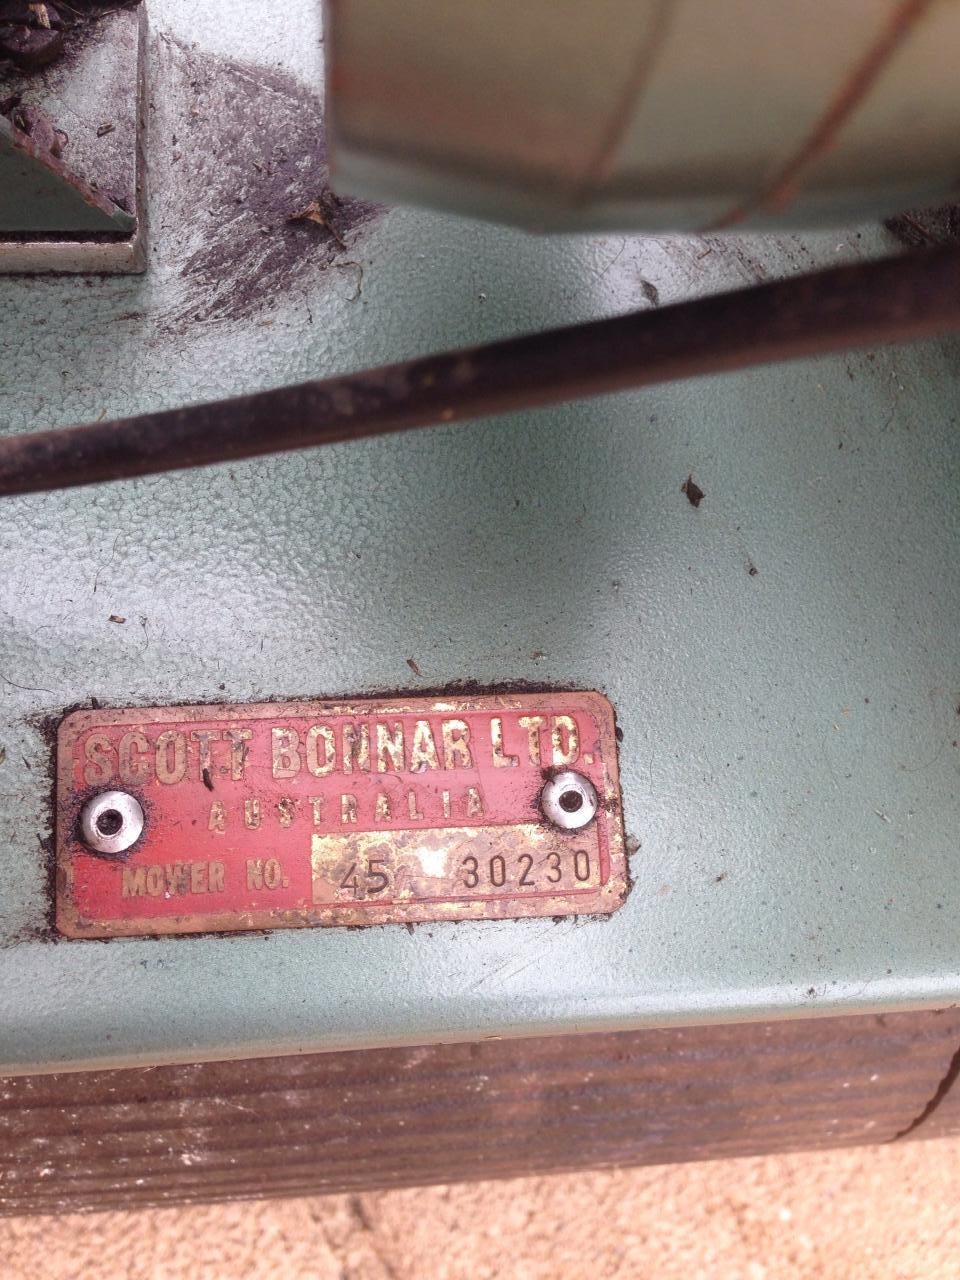 SCOTT BONNAR LTD.
AUSTRALIA
MOWER NO. 45 30230